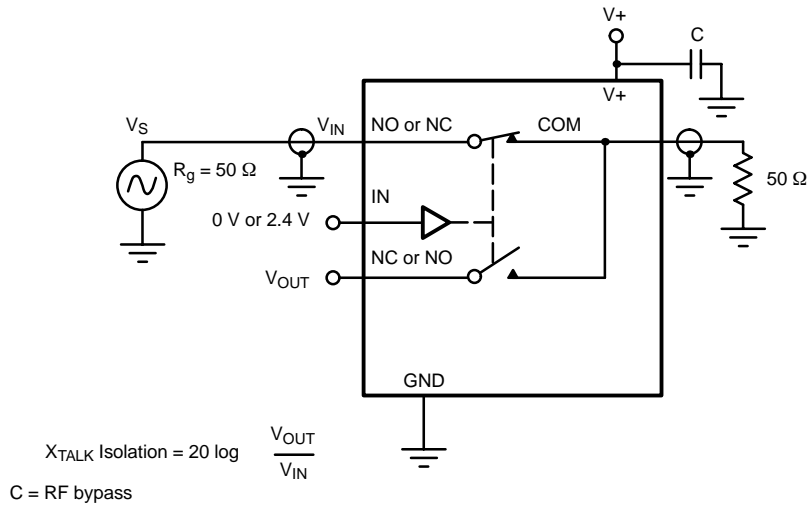 V+
C
V+
VS
VIN
NO or NC
COM
Rg = 50 Ω
50 Ω
IN
0 V or 2.4 V
NC or NO
VOUT
GND
XTALK Isolation = 20 log VOUT
VIN
C = RF bypass